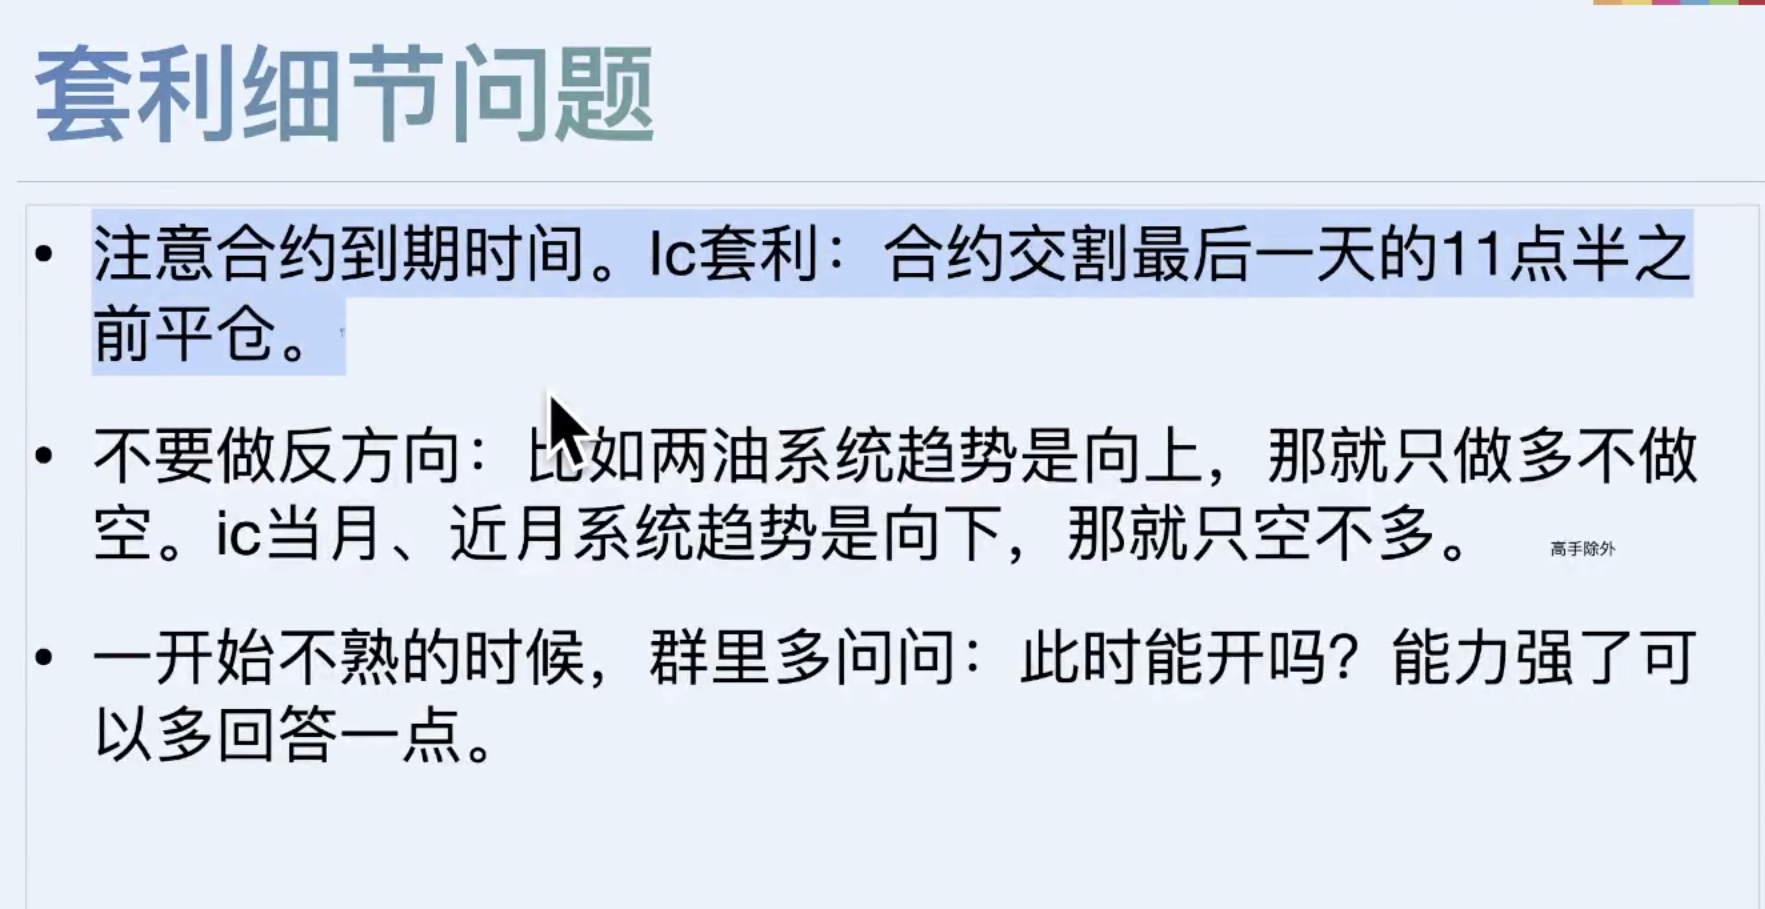 套利细节问题
• 注意合约到期时间。Ic套利：合约交割最后一天的11点半之
前平仓。
• 不要做反方向：比如两油系统趋势是向上，那就只做多不做
空。ic当月、近月系统趋势是向下，那就只空不多。 高手除外
• 一开始不熟的时候，群里多问问：此时能开吗？能力强了可
以多回答一点。